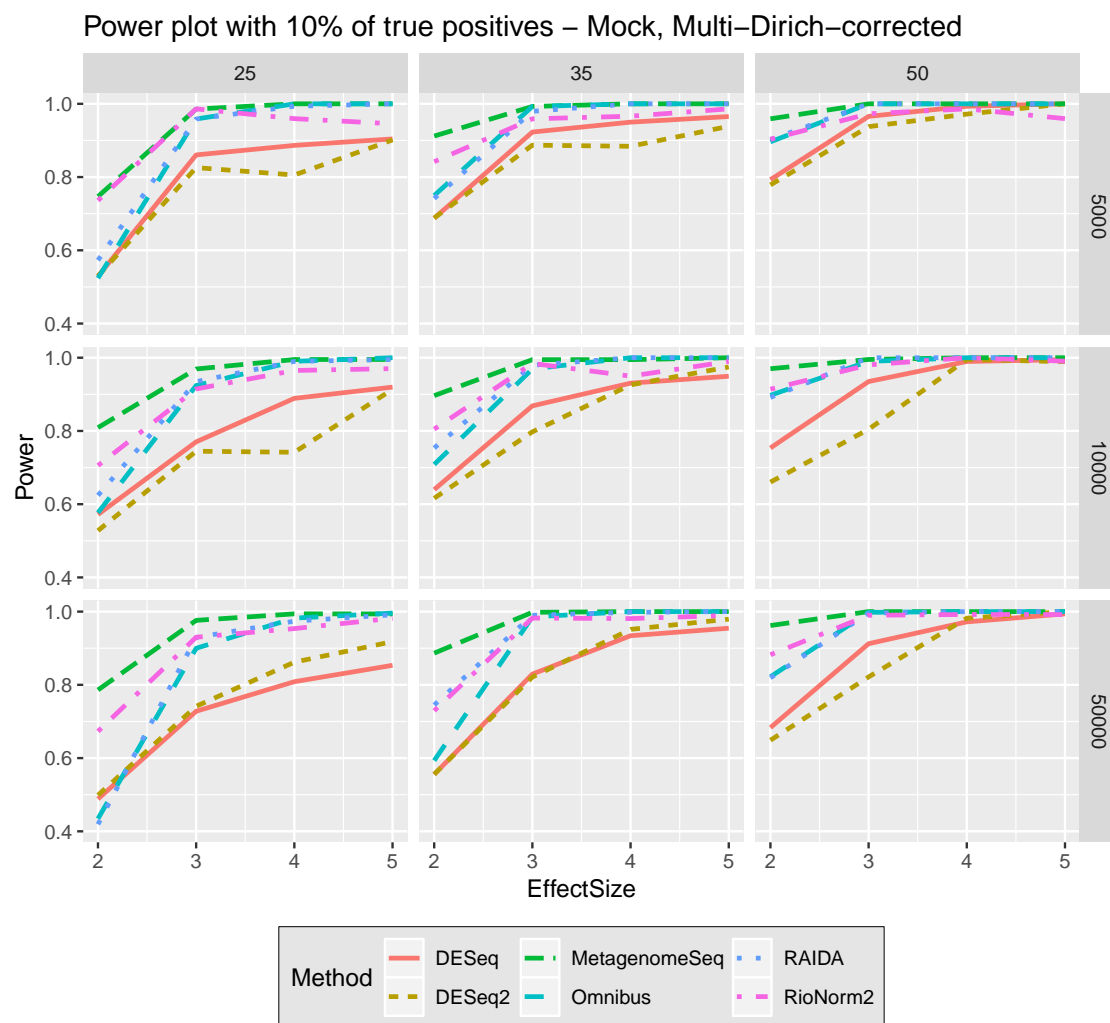 Power plot with 10% of true positives − Mock, Multi−Dirich−corrected
25 35 50
1.0
0.8
0.6
0.4
5000
1.0
0.8
0.6
0.4
10000
1.0
0.8
0.6
0.4
50000
Power
2 3 4 5 2 3 4 5 2 3 4 5
EffectSize
Method
DESeq MetagenomeSeq RAIDA
DESeq2 Omnibus RioNorm2